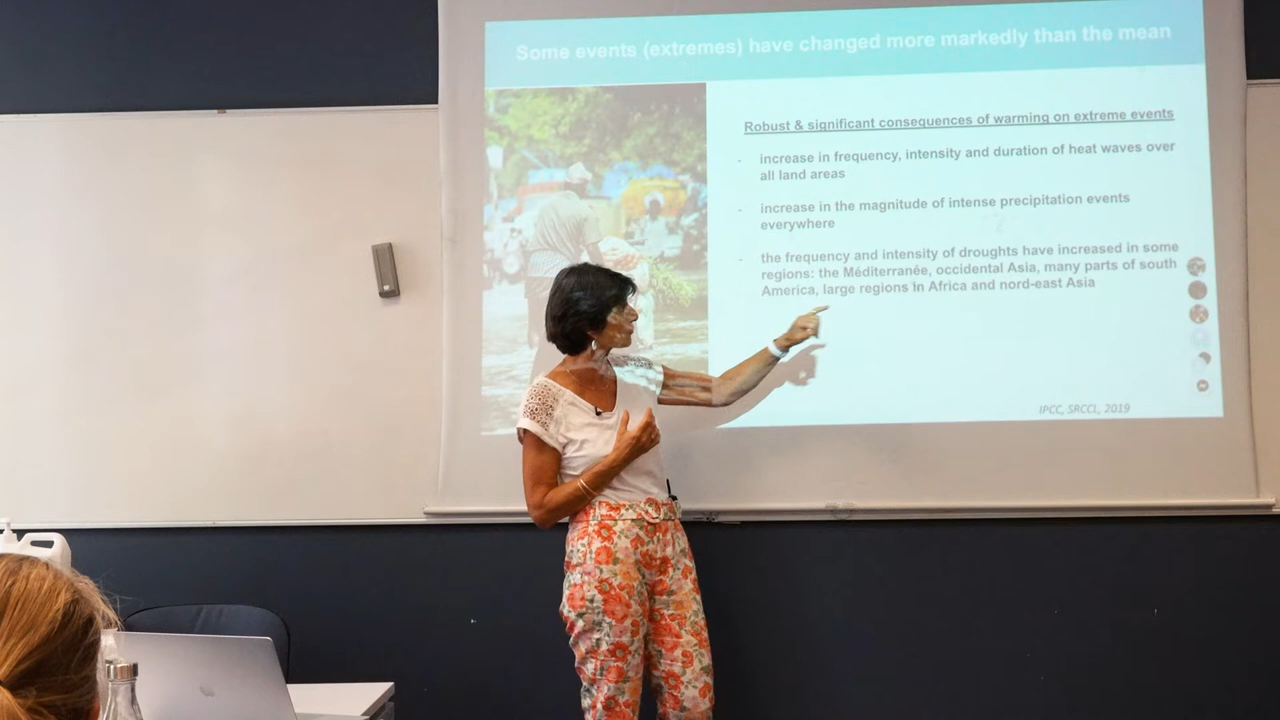 Some events (extremes) have changed more markedly than the mean
Robust & significant consequences of warming on extreme events
- increase in frequency, intensity and duration of heat waves over
all land areas
- increase in the magnitude of intense precipitation events
everywhere
- the frequency and intensity of droughts have increased in some
regions: the Méditerranée, occidental Asia, many parts of south
America, large regions in Africa and nord-east Asia
IPCC, SRCCL, 2019